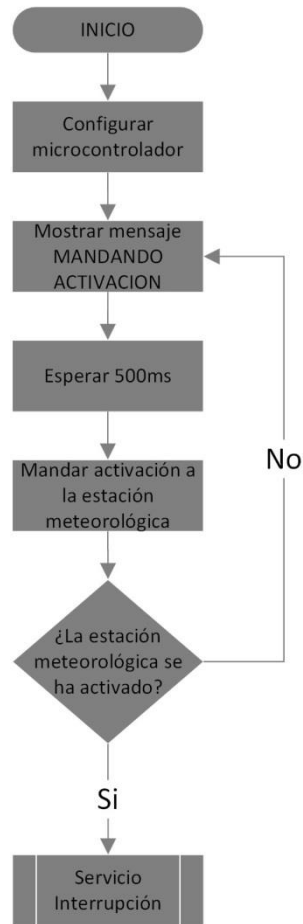 INICIO
Configurar
microcontrolador
Mostrar mensaje
MANDANDO
ACTIVACION
Esperar 500ms
No
Mandar activación a
la estación
meteorológica
¿La estación
meteorológica se
ha activado?
Si
Servicio
Interrupción